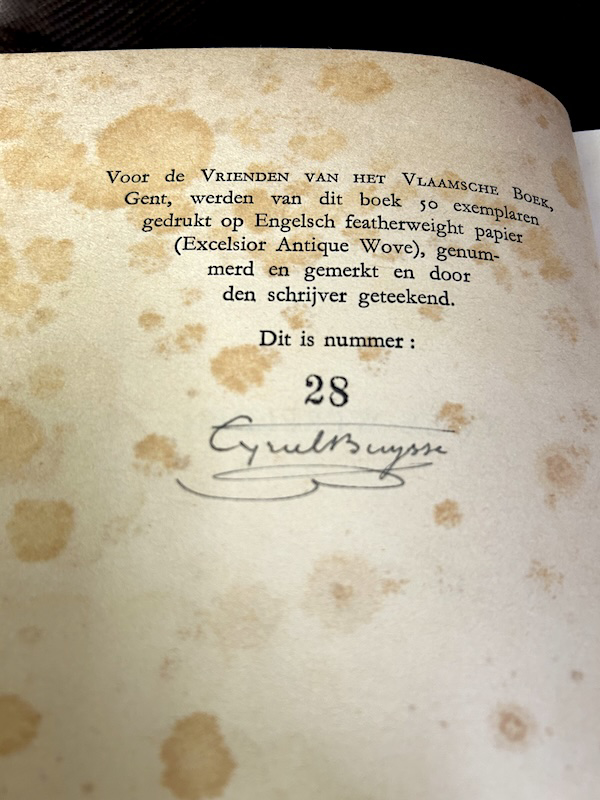 Voor de VRIENDEN VAN HET VLAAMSCHE BOEK,
Gent, werden van dit boek 50 exemplaren
gedrukt op Engelsch featherweight papier
(Excelsior Antique Wove), genum-
merd en gemerkt en door
den schrijver geteekend.
Dit is nummer :
28
Cyriel Buysse